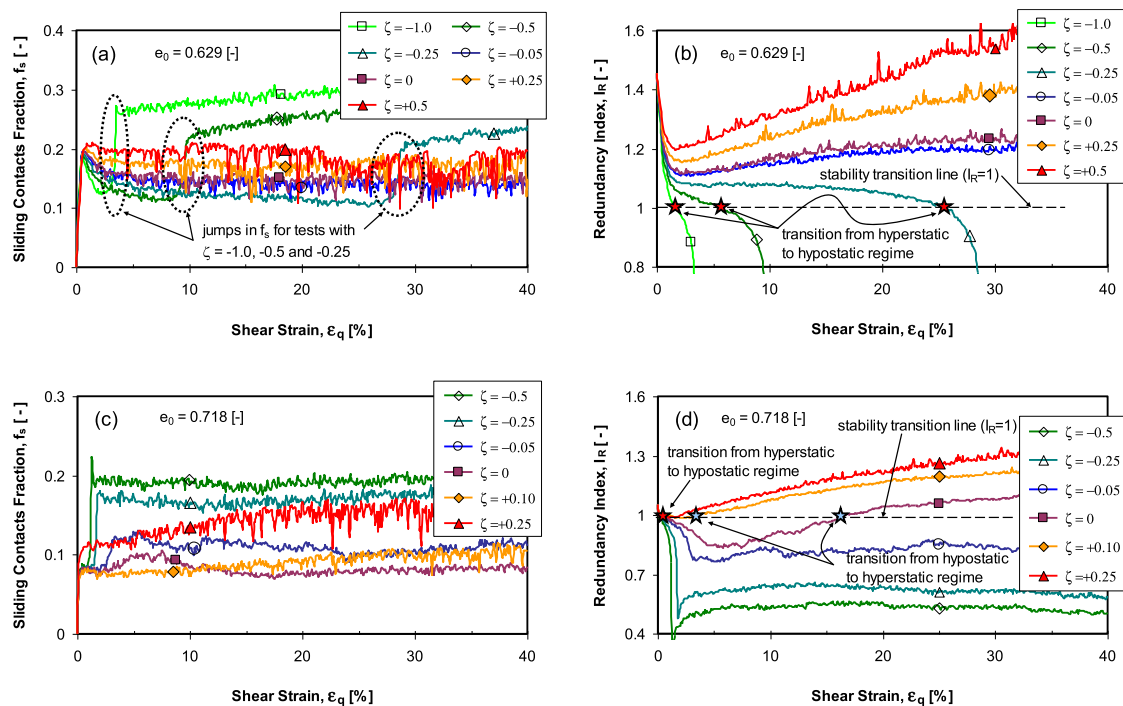 (a)
e₀ = 0.629 [-]
ζ = −1.0
ζ = −0.5
ζ = −0.25
ζ = −0.05
ζ = 0
ζ = +0.25
ζ =+0.5
jumps in fₛ for tests with
ζ = -1.0, -0.5 and -0.25
Sliding Contacts Fraction, fₛ [ - ]
0.4
0.3
0.2
0.1
0
0
10
20
30
40
Shear Strain, εq [%]
(b)
e₀ = 0.629 [-]
ζ = −1.0
ζ = −0.5
ζ = −0.25
ζ = −0.05
ζ = 0
ζ = +0.25
ζ =+0.5
stability transition line (I_R=1)
transition from hyperstatic
to hypostatic regime
Redundancy Index, I_R [ - ]
1.6
1.4
1.2
1.0
0.8
0
10
20
30
40
Shear Strain, εq [%]
(c)
e₀ = 0.718 [-]
ζ = −0.5
ζ = −0.25
ζ = −0.05
ζ = 0
ζ = +0.10
ζ =+0.25
Sliding Contacts Fraction, fₛ [ - ]
0.3
0.2
0.1
0
0
10
20
30
40
Shear Strain, εq [%]
(d)
e₀ = 0.718 [-]
stability transition line (I_R=1)
transition from hyperstatic
to hypostatic regime
ζ = −0.5
ζ = −0.25
ζ = −0.05
ζ = 0
ζ = +0.10
ζ =+0.25
transition from hypostatic
to hyperstatic regime
Redundancy Index, I_R [ - ]
1.6
1.3
1
0.7
0.4
0
10
20
30
40
Shear Strain, εq [%]